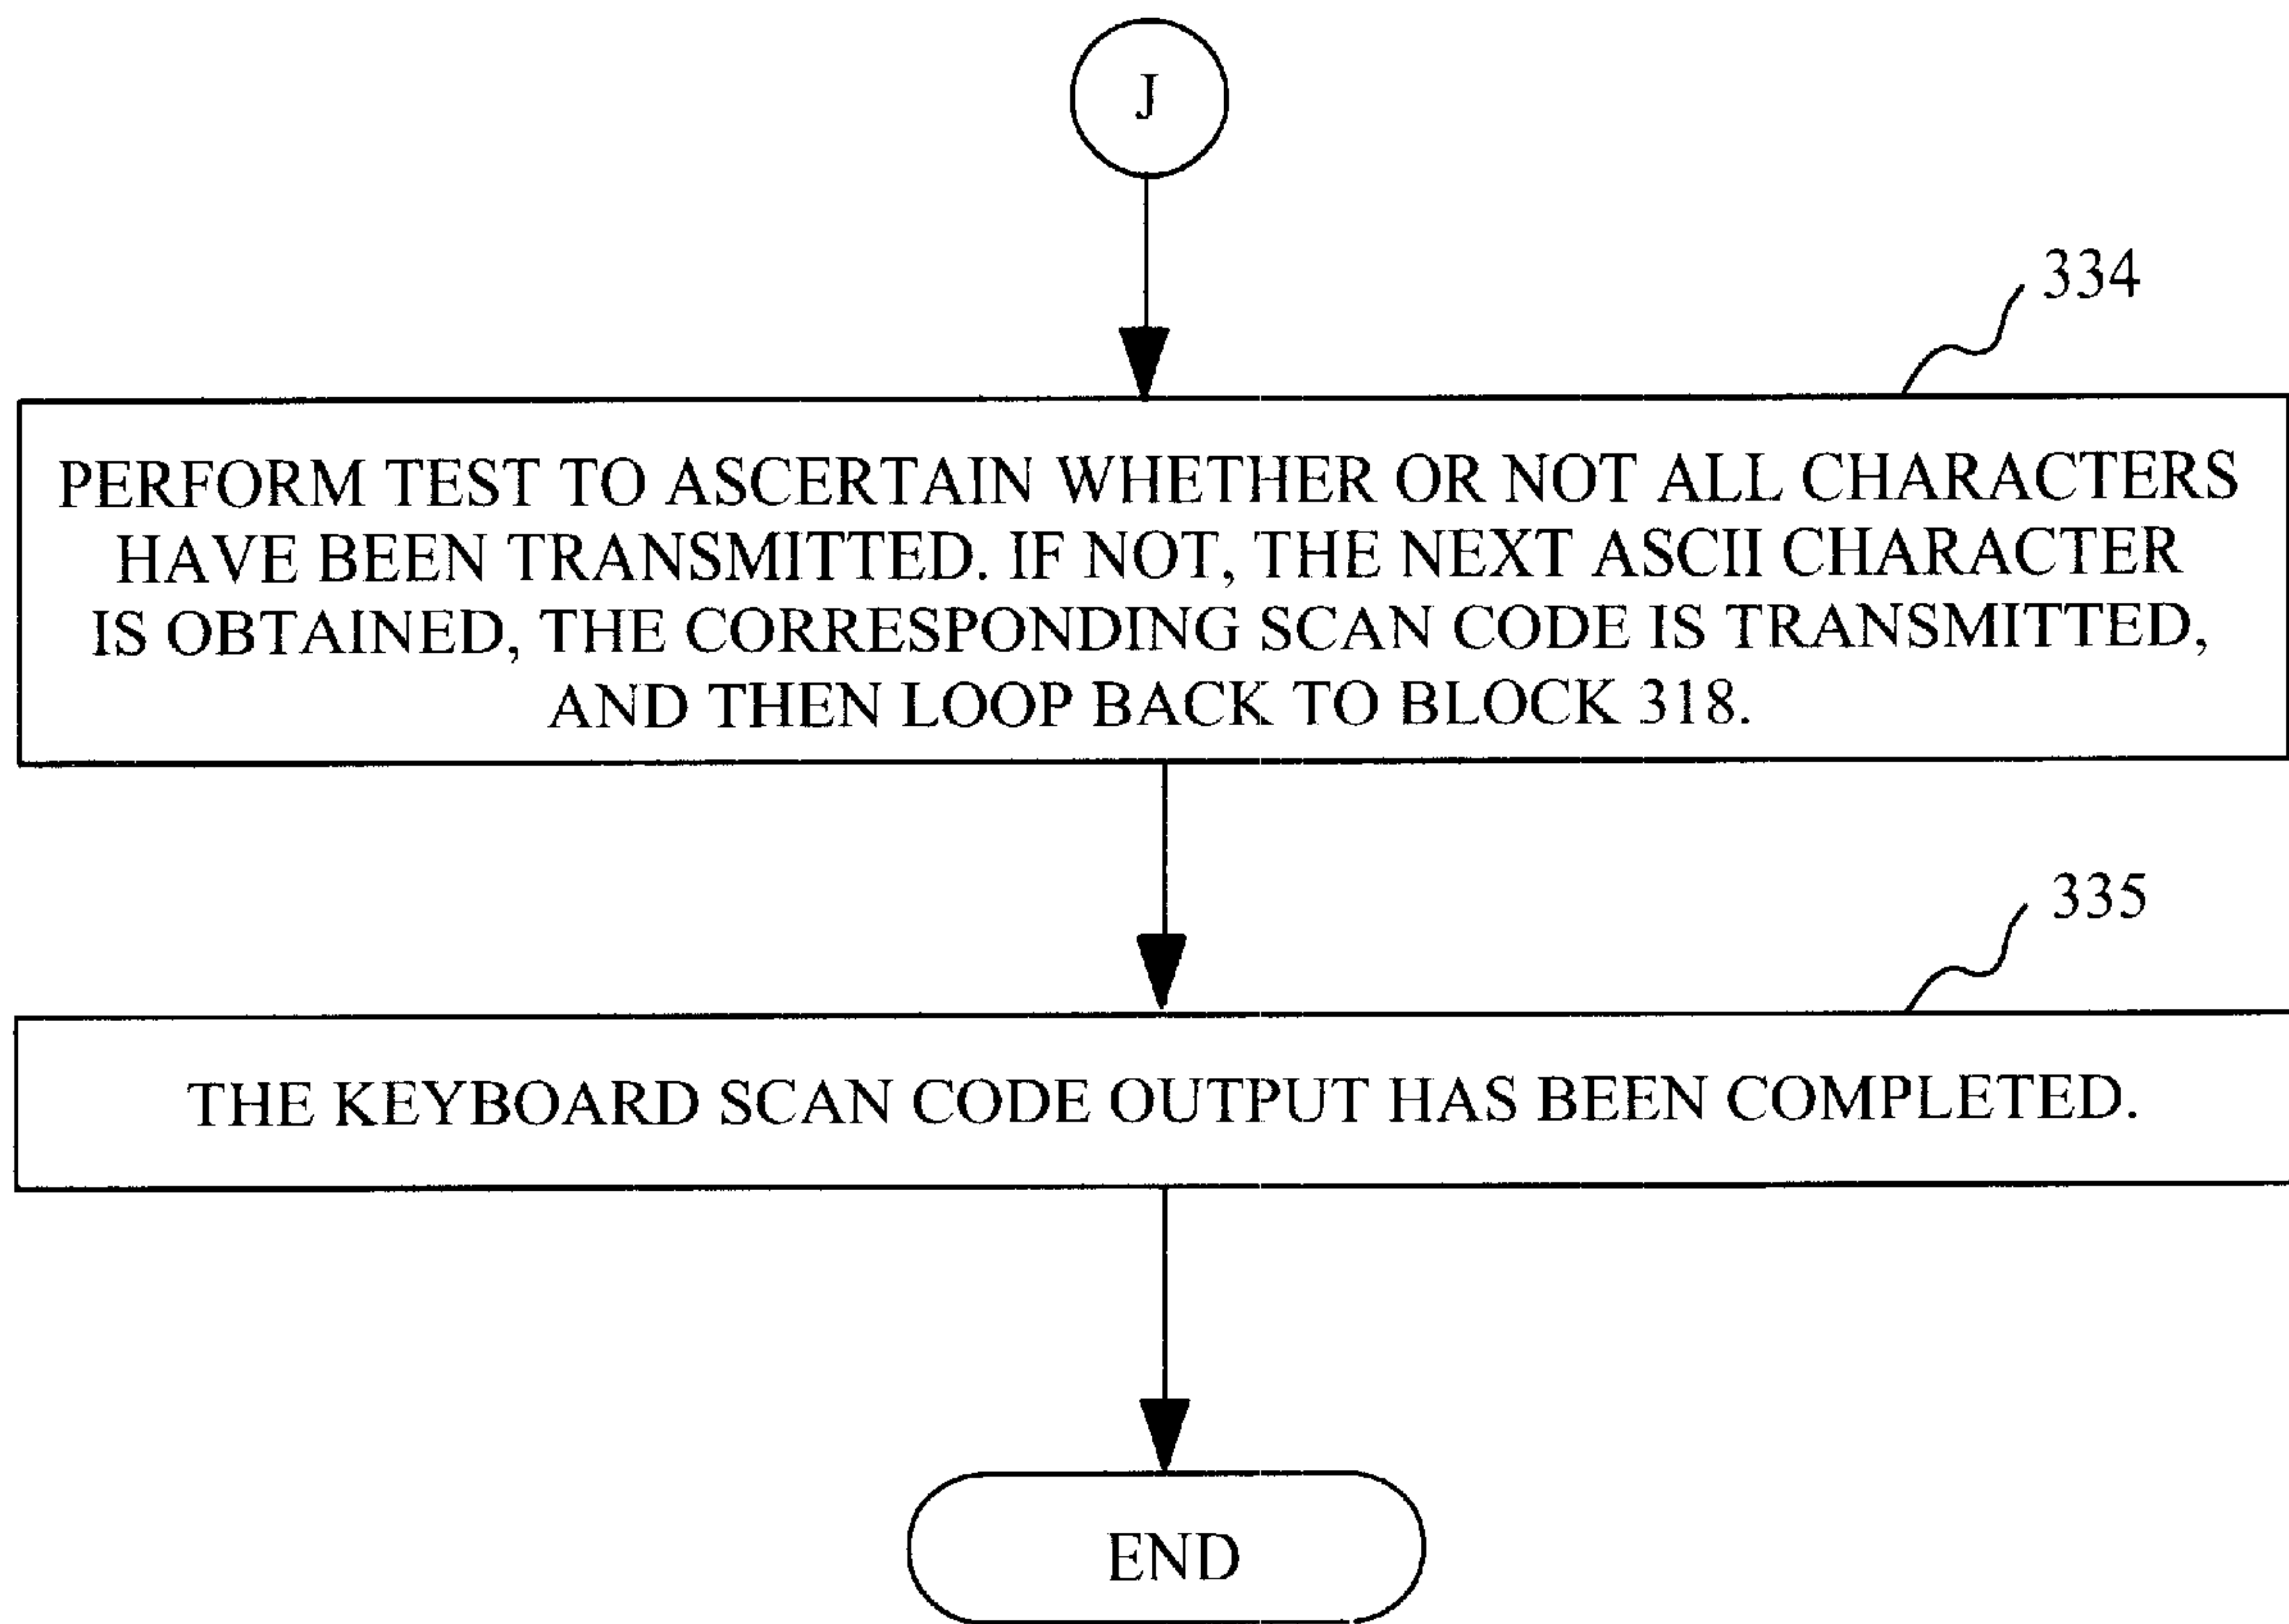 J
334
PERFORM TEST TO ASCERTAIN WHETHER OR NOT ALL CHARACTERS
HAVE BEEN TRANSMITTED. IF NOT, THE NEXT ASCII CHARACTER
IS OBTAINED, THE CORRESPONDING SCAN CODE IS TRANSMITTED,
AND THEN LOOP BACK TO BLOCK 318.
335
THE KEYBOARD SCAN CODE OUTPUT HAS BEEN COMPLETED.
END